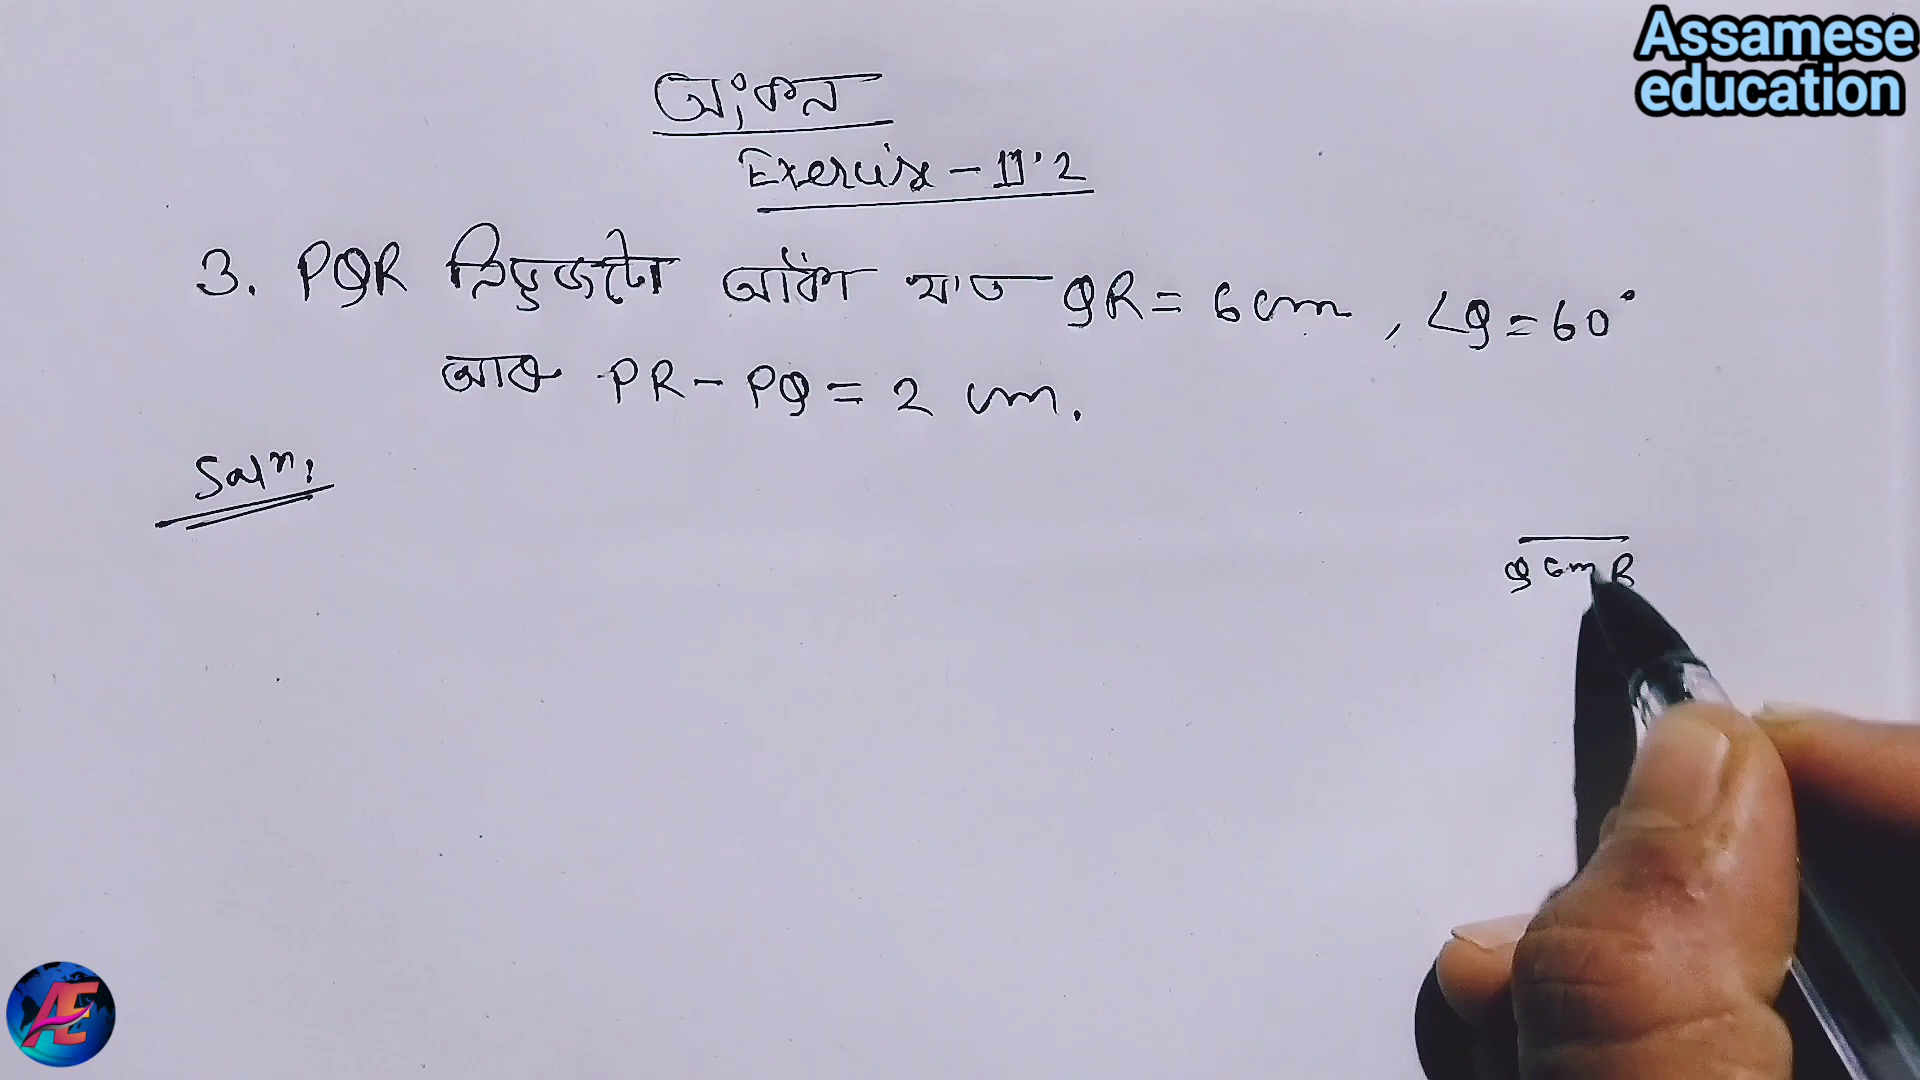 Assamese
education
অংকন
Exercise - 11.2
3. PQR ত্ৰিভুজটো আঁকা য'ত QR = 6 cm, ∠Q = 60°
আৰু PR - PQ = 2 cm.
Solⁿ:
Q 6cm R
AE